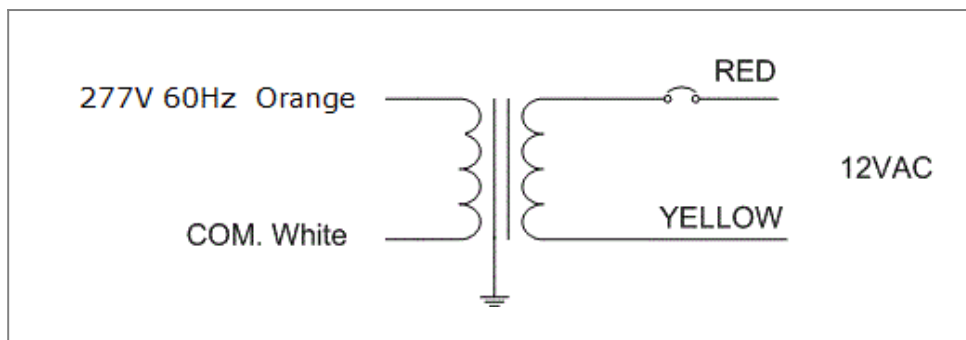 RED
277V 60Hz Orange
12VAC
YELLOW
COM. White